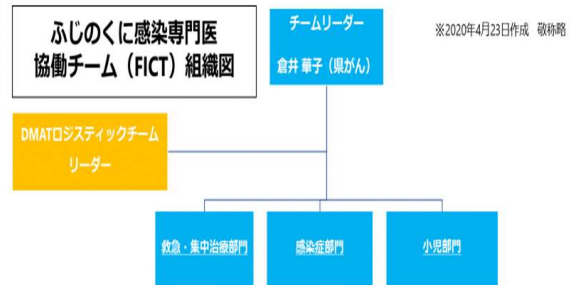 ふじのくに感染専門医
協働チーム（FICT）組織図
チームリーダー
倉井 華子（県がん）
※2020年4月23日作成 敬称略
DMATロジスティックチーム
リーダー
救急・集中治療部門
感染症部門
小児部門